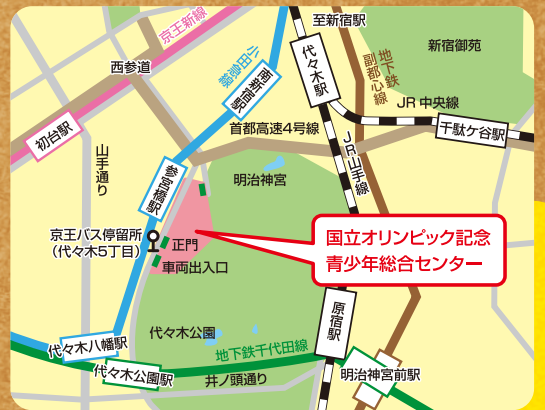 京王新線
至新宿駅
小田急線
西参道
南新宿駅
代々木駅
地下鉄
副都心線
新宿御苑
JR中央線
千駄ケ谷駅
初台駅
首都高速4号線
山手通り
参宮橋駅
明治神宮
JR山手線
京王バス停留所
(代々木5丁目)
正門
車両出入口
国立オリンピック記念
青少年総合センター
原宿駅
代々木公園
代々木八幡駅
地下鉄千代田線
代々木公園駅
井ノ頭通り
明治神宮前駅